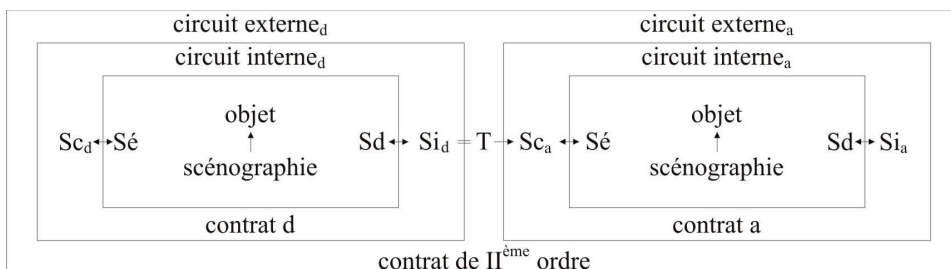 circuit externe_d circuit externe_a
circuit interne_d circuit interne_a
objet objet
Sc_d ↔ Sé Sd ↔ Si_d = T → Sc_a ↔ Sé Sd ↔ Si_a
scénographie scénographie
contrat d contrat a
contrat de II^ème ordre